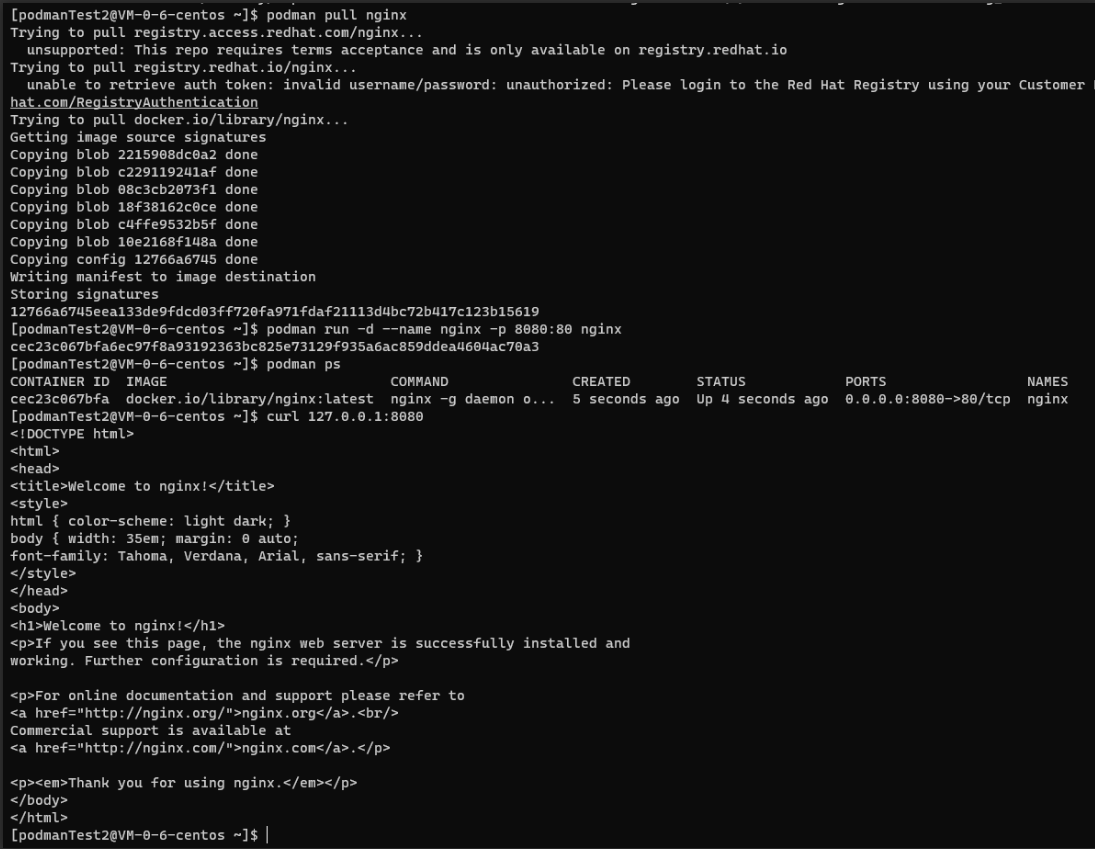 [podmanTest2@VM-0-6-centos ~]$ podman pull nginx
Trying to pull registry.access.redhat.com/nginx...
  unsupported: This repo requires terms acceptance and is only available on registry.redhat.io
Trying to pull registry.redhat.io/nginx...
  unable to retrieve auth token: invalid username/password: unauthorized: Please login to the Red Hat Registry using your Customer
hat.com/RegistryAuthentication
Trying to pull docker.io/library/nginx...
Getting image source signatures
Copying blob 2215908dc0a2 done
Copying blob c229119241af done
Copying blob 08c3cb2073f1 done
Copying blob 18f38162c0ce done
Copying blob c4ffe9532b5f done
Copying blob 10e2168f148a done
Copying config 12766a6745 done
Writing manifest to image destination
Storing signatures
12766a6745eea133de9fdcd03ff720fa971fdaf21113d4bc72b417c123b15619
[podmanTest2@VM-0-6-centos ~]$ podman run -d --name nginx -p 8080:80 nginx
cec23c067bfa6ec97f8a93192363bc825e73129f935a6ac859ddea4604ac70a3
[podmanTest2@VM-0-6-centos ~]$ podman ps
CONTAINER ID  IMAGE                           COMMAND               CREATED        STATUS            PORTS                 NAMES
cec23c067bfa  docker.io/library/nginx:latest  nginx -g daemon o...  5 seconds ago  Up 4 seconds ago  0.0.0.0:8080->80/tcp  nginx
[podmanTest2@VM-0-6-centos ~]$ curl 127.0.0.1:8080
<!DOCTYPE html>
<html>
<head>
<title>Welcome to nginx!</title>
<style>
html { color-scheme: light dark; }
body { width: 35em; margin: 0 auto;
font-family: Tahoma, Verdana, Arial, sans-serif; }
</style>
</head>
<body>
<h1>Welcome to nginx!</h1>
<p>If you see this page, the nginx web server is successfully installed and
working. Further configuration is required.</p>

<p>For online documentation and support please refer to
<a href="http://nginx.org/">nginx.org</a>.<br/>
Commercial support is available at
<a href="http://nginx.com/">nginx.com</a>.</p>

<p><em>Thank you for using nginx.</em></p>
</body>
</html>
[podmanTest2@VM-0-6-centos ~]$